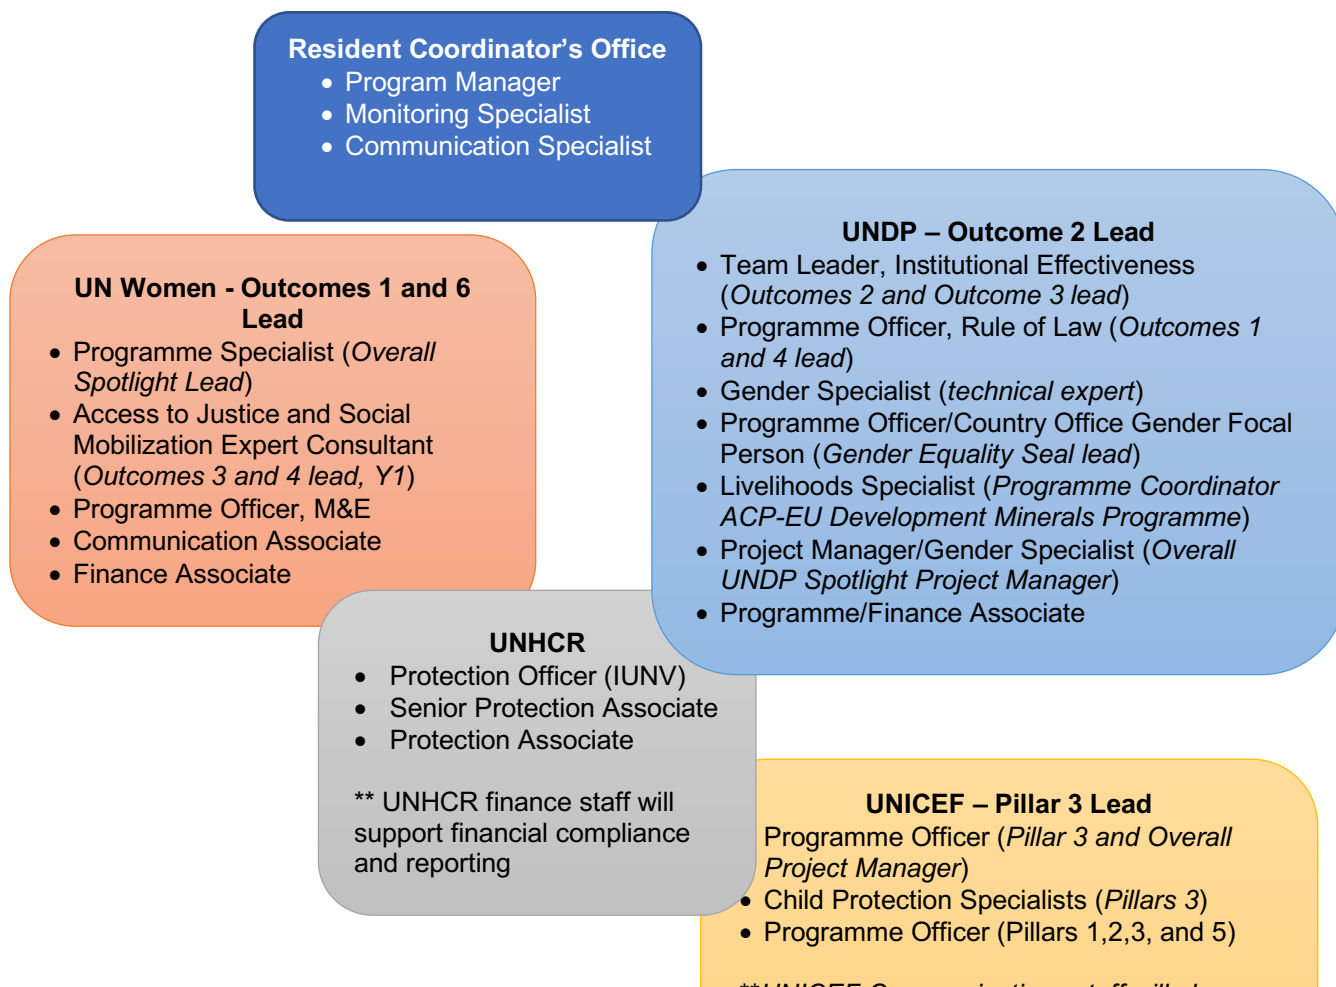 Resident Coordinator’s Office
• Program Manager
• Monitoring Specialist
• Communication Specialist
UN Women - Outcomes 1 and 6
Lead
• Programme Specialist (Overall
Spotlight Lead)
• Access to Justice and Social
Mobilization Expert Consultant
(Outcomes 3 and 4 lead, Y1)
• Programme Officer, M&E
• Communication Associate
• Finance Associate
UNDP – Outcome 2 Lead
• Team Leader, Institutional Effectiveness
(Outcomes 2 and Outcome 3 lead)
• Programme Officer, Rule of Law (Outcomes 1
and 4 lead)
• Gender Specialist (technical expert)
• Programme Officer/Country Office Gender Focal
Person (Gender Equality Seal lead)
• Livelihoods Specialist (Programme Coordinator
ACP-EU Development Minerals Programme)
• Project Manager/Gender Specialist (Overall
UNDP Spotlight Project Manager)
• Programme/Finance Associate
UNHCR
• Protection Officer (IUNV)
• Senior Protection Associate
• Protection Associate
** UNHCR finance staff will
support financial compliance
and reporting
UNICEF – Pillar 3 Lead
Programme Officer (Pillar 3 and Overall
Project Manager)
• Child Protection Specialists (Pillars 3)
• Programme Officer (Pillars 1,2,3, and 5)